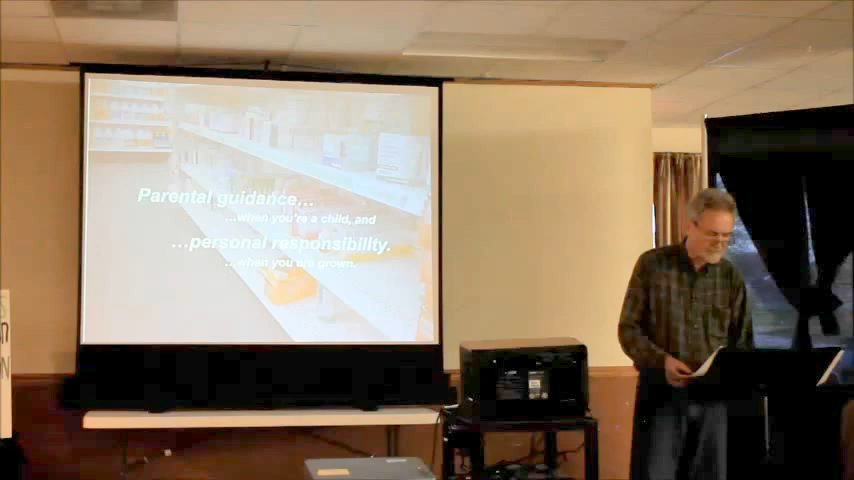 Parental guidance...
...when you're a child, and
...personal responsibility.
...when you are grown.